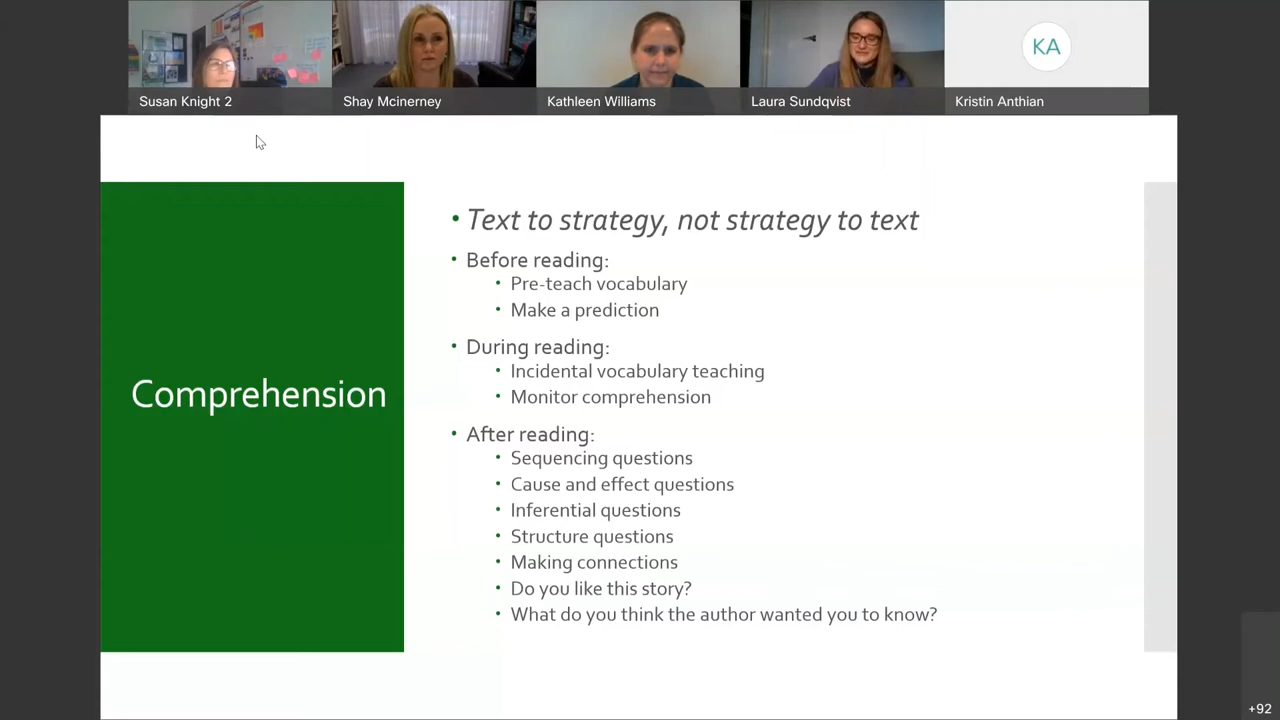 Susan Knight 2
Shay Mcinerney
Kathleen Williams
Laura Sundqvist
KA
Kristin Anthian
Comprehension
• Text to strategy, not strategy to text
• Before reading:
• Pre-teach vocabulary
• Make a prediction
• During reading:
• Incidental vocabulary teaching
• Monitor comprehension
• After reading:
• Sequencing questions
• Cause and effect questions
• Inferential questions
• Structure questions
• Making connections
• Do you like this story?
• What do you think the author wanted you to know?
+92